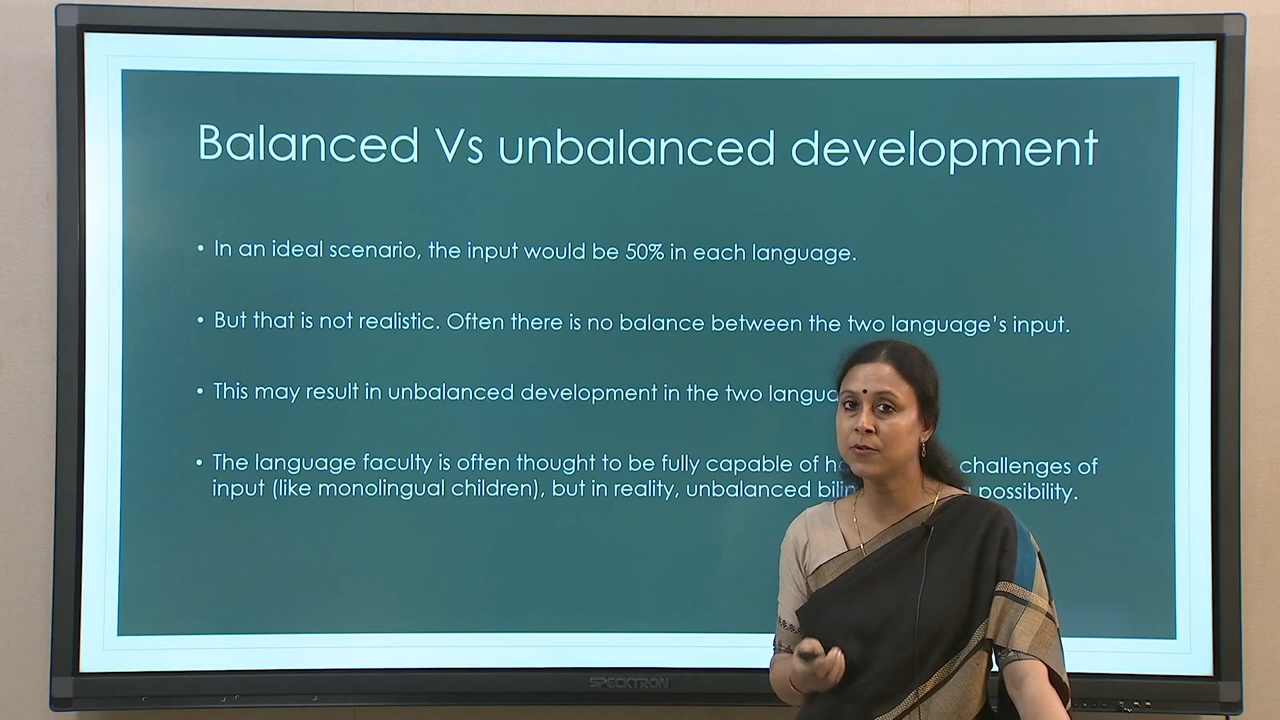 Balanced Vs unbalanced development
• In an ideal scenario, the input would be 50% in each language.
• But that is not realistic. Often there is no balance between the two language's input.
• This may result in unbalanced development in the two
• The language faculty is often thought to be fully capable of challenges of
input (like monolingual children), but in reality, unbalanced possibility.
SPECKTRON